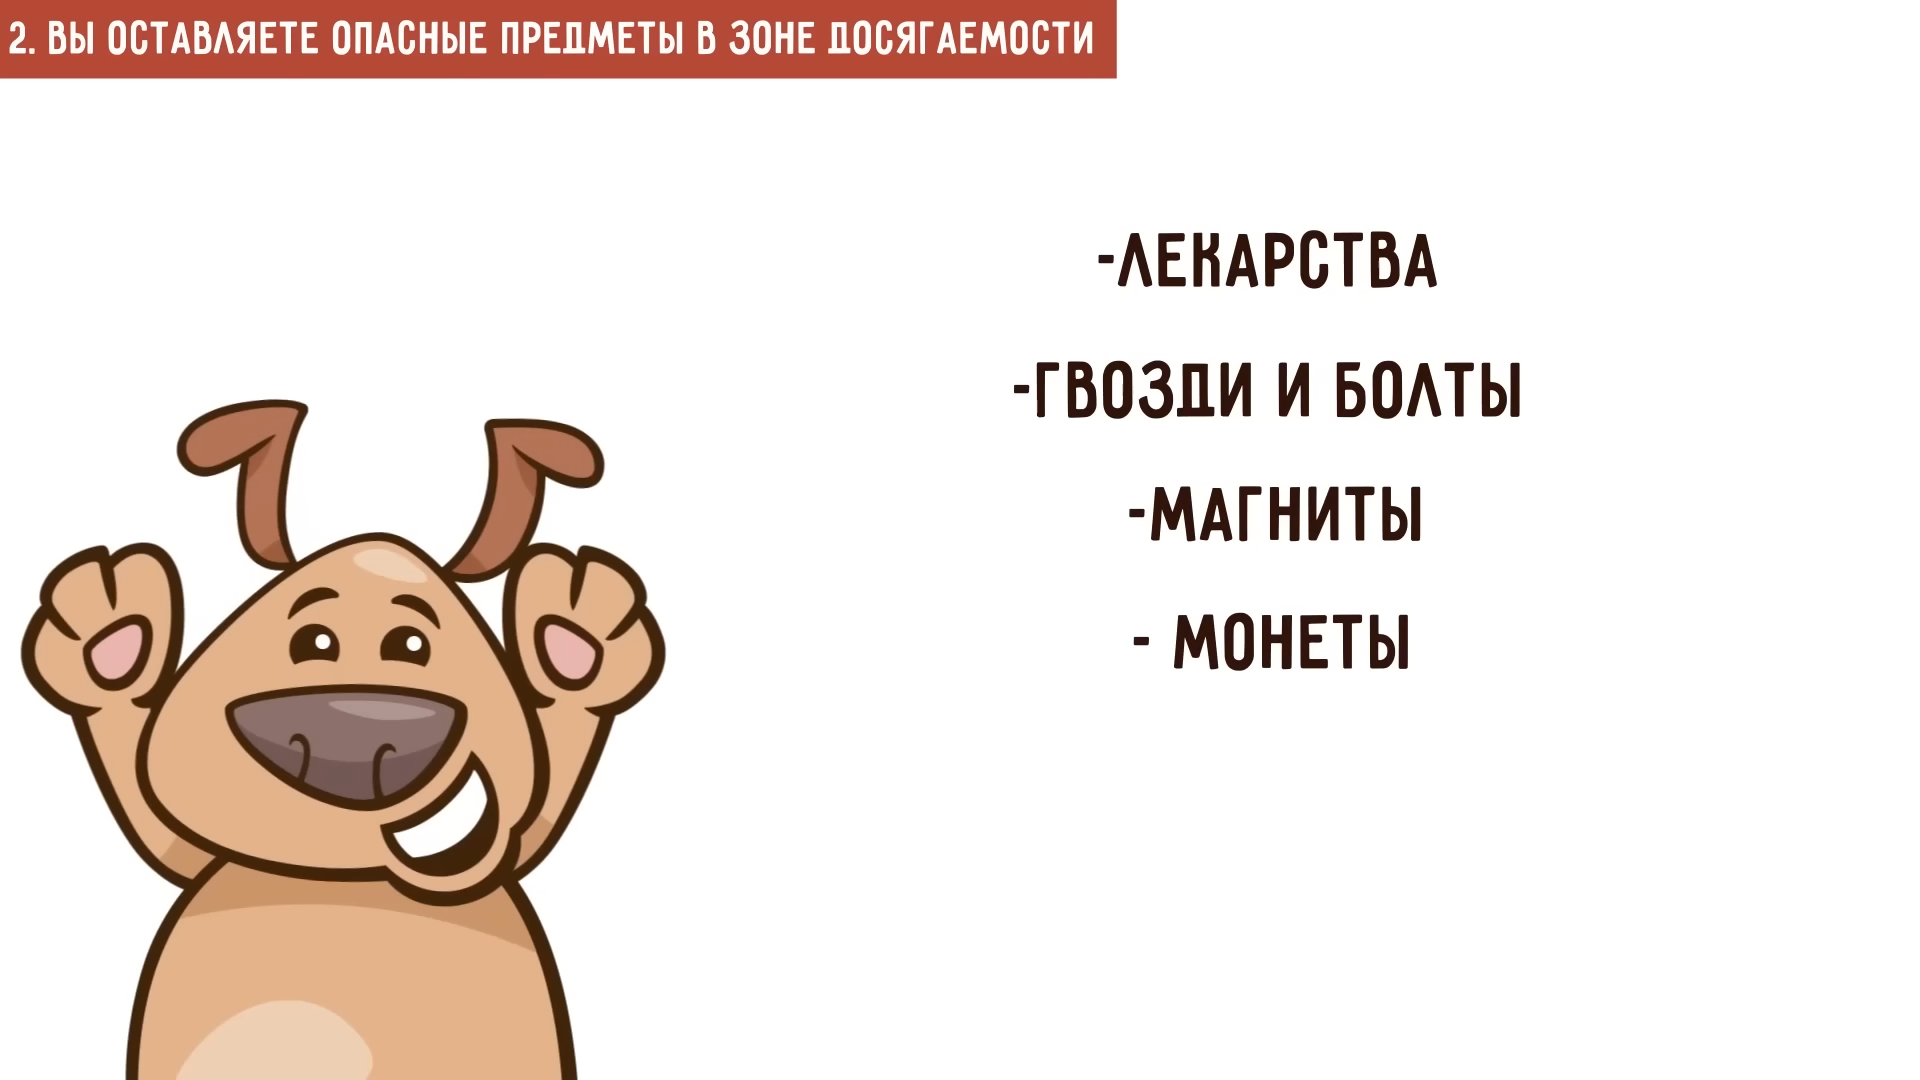 2. ВЫ ОСТАВЛЯЕТЕ ОПАСНЫЕ ПРЕДМЕТЫ В ЗОНЕ ДОСЯГАЕМОСТИ
-ЛЕКАРСТВА
-ГВОЗДИ И БОЛТЫ
-МАГНИТЫ
- МОНЕТЫ